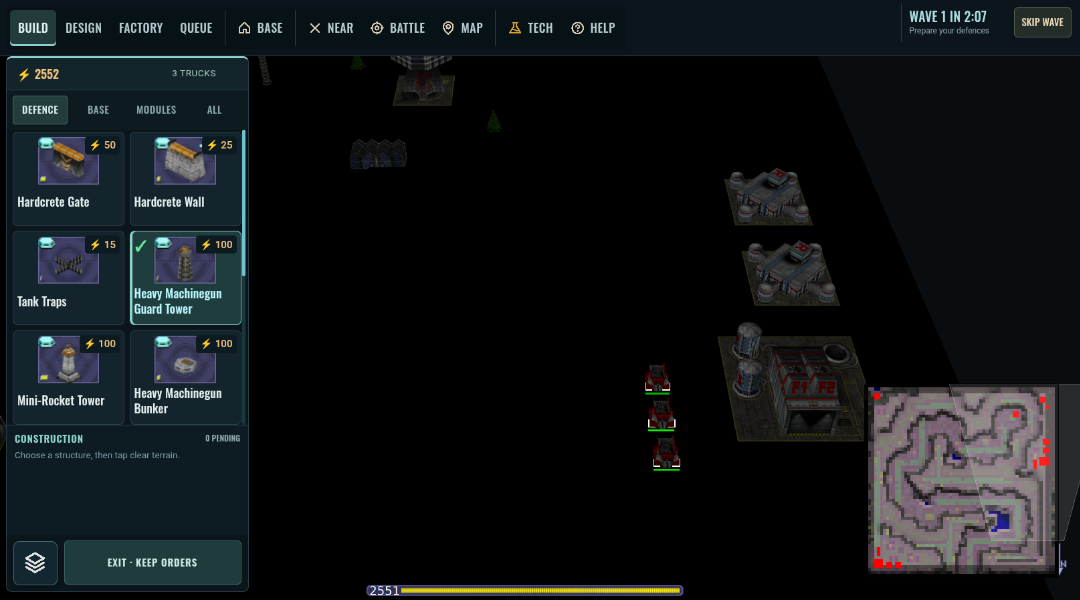 BUILD
DESIGN
FACTORY
QUEUE
BASE
NEAR
BATTLE
MAP
TECH
HELP
WAVE 1 IN 2:07
Prepare your defences
SKIP WAVE
2552
3 TRUCKS
DEFENCE
BASE
MODULES
ALL
50
Hardcrete Gate
25
Hardcrete Wall
15
Tank Traps
100
Heavy Machinegun
Guard Tower
100
Mini-Rocket Tower
100
Heavy Machinegun
Bunker
CONSTRUCTION
0 PENDING
Choose a structure, then tap clear terrain.
EXIT - KEEP ORDERS
F1 F2
2551
N